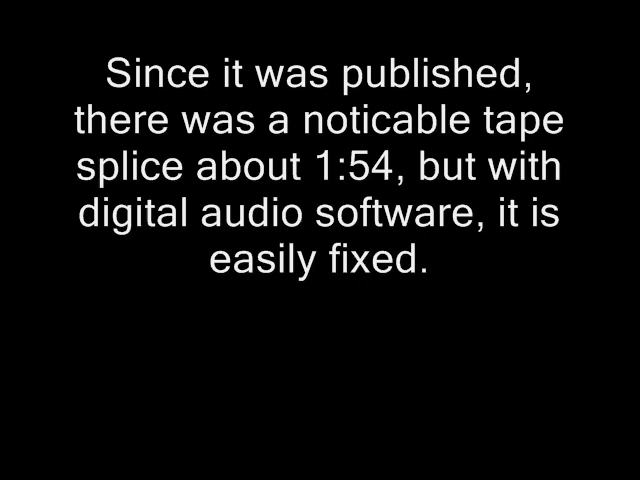 Since it was published,
there was a noticable tape
splice about 1:54, but with
digital audio software, it is
easily fixed.